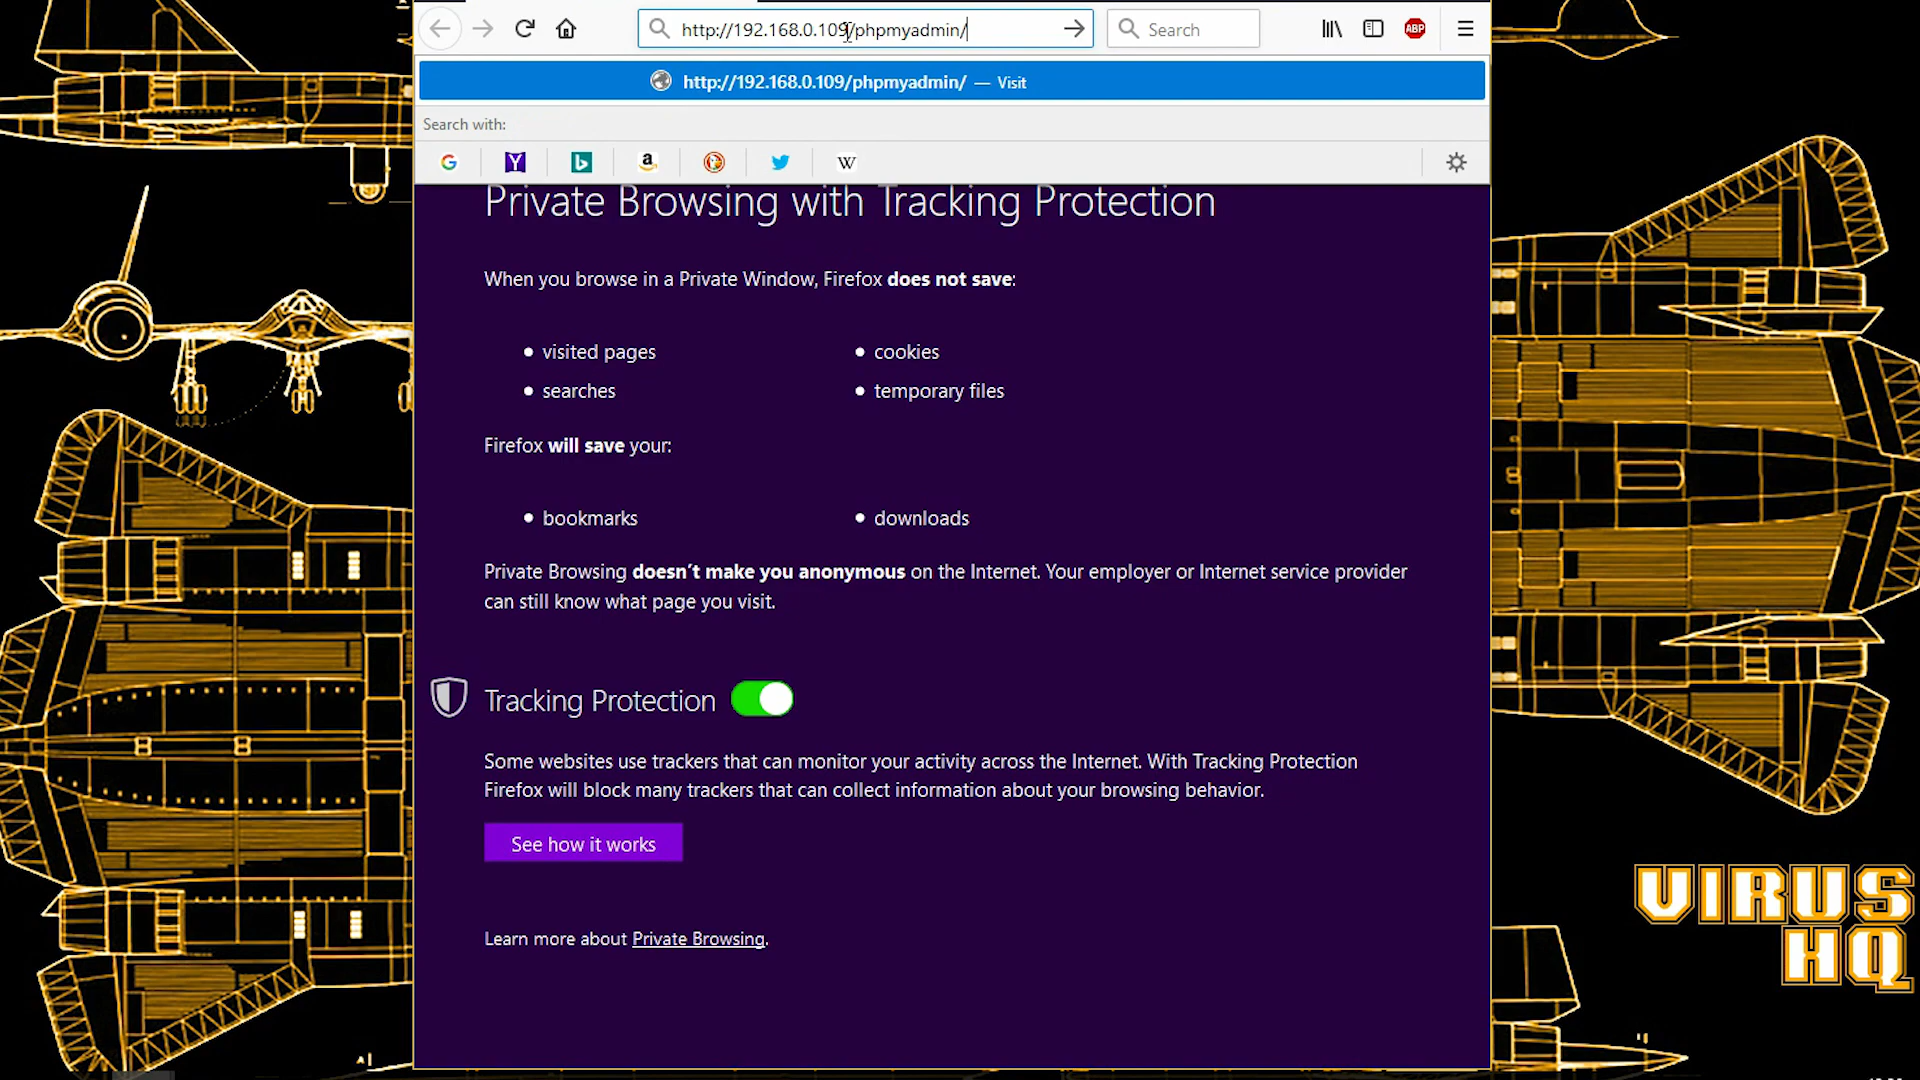 http://192.168.0.109/phpmyadmin/
Search
ABP
http://192.168.0.109/phpmyadmin/ — Visit
Search with:
G Y b a W
Private Browsing with Tracking Protection
When you browse in a Private Window, Firefox does not save:
• visited pages
• cookies
• searches
• temporary files
Firefox will save your:
• bookmarks
• downloads
Private Browsing doesn’t make you anonymous on the Internet. Your employer or Internet service provider
can still know what page you visit.
Tracking Protection
Some websites use trackers that can monitor your activity across the Internet. With Tracking Protection
Firefox will block many trackers that can collect information about your browsing behavior.
See how it works
Learn more about Private Browsing.
VIRUS
HQ